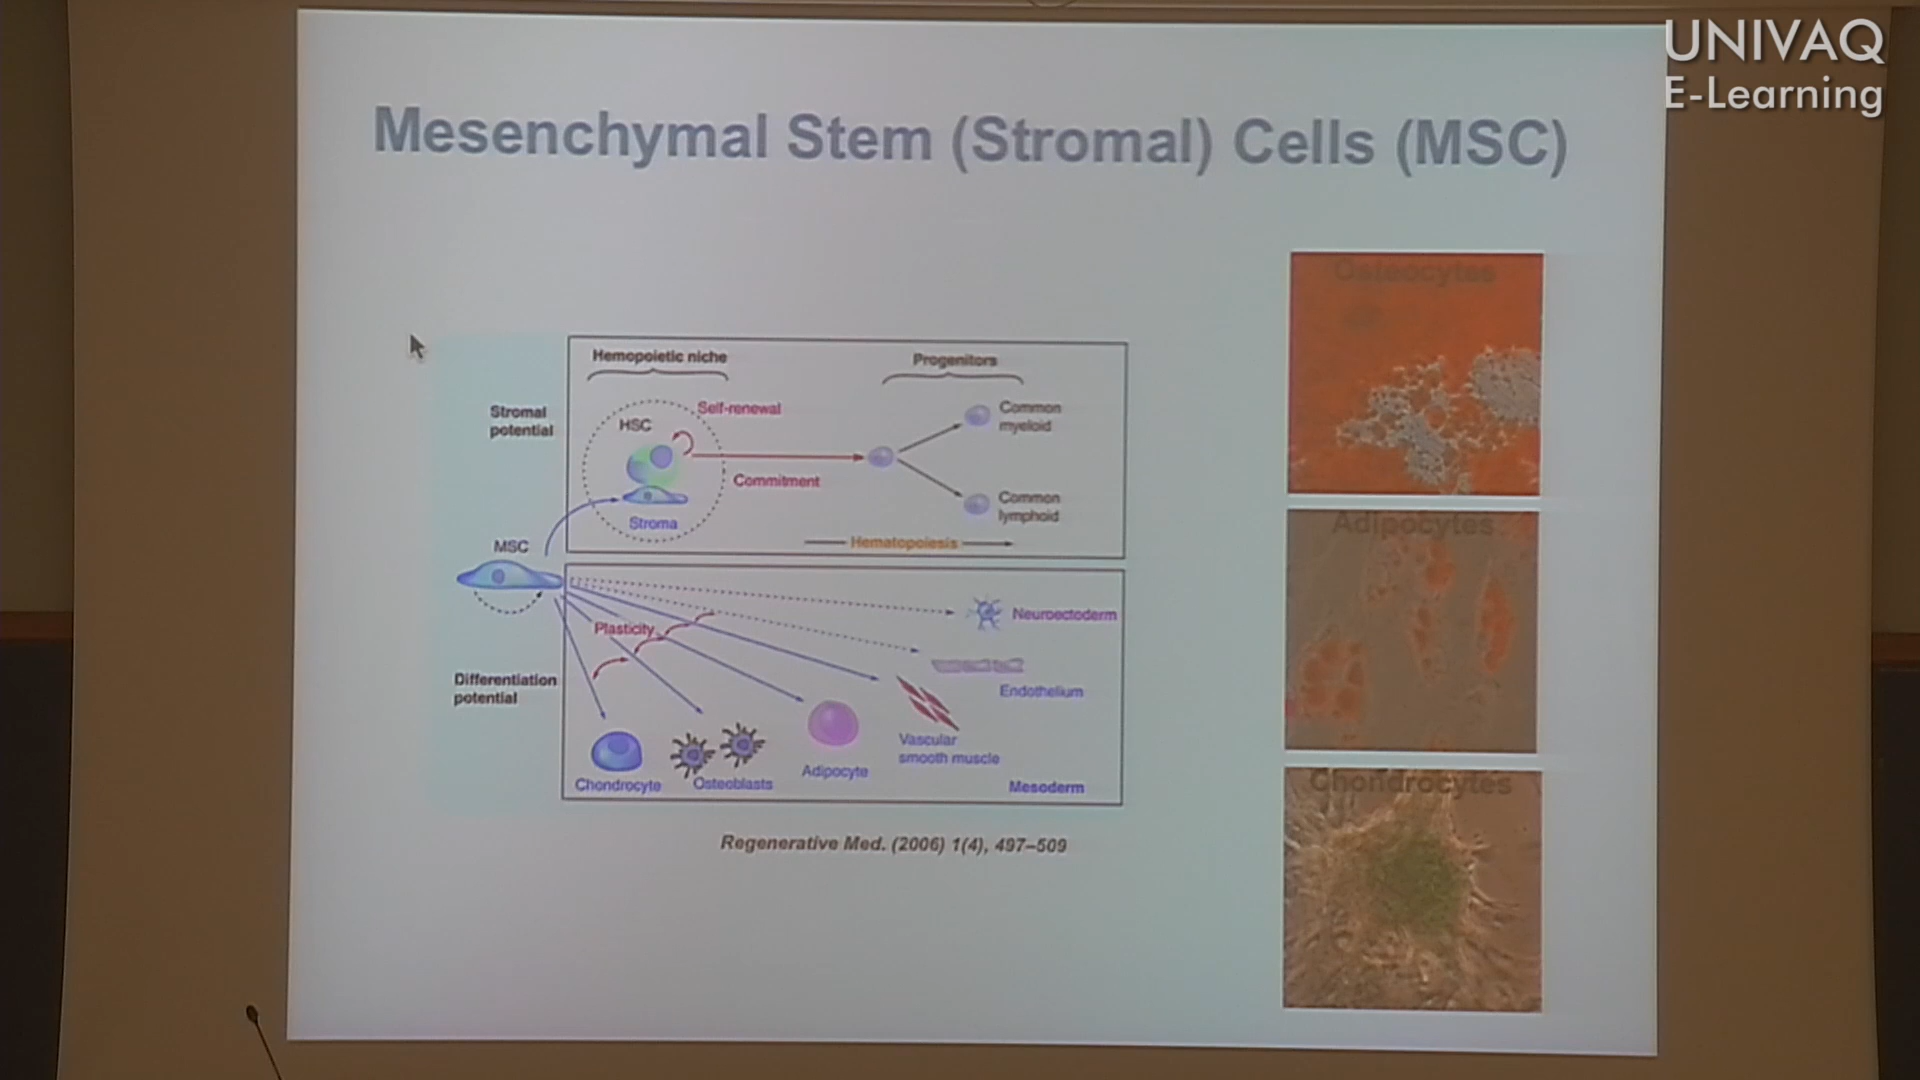 UNIVAQ
E-Learning
Mesenchymal Stem (Stromal) Cells (MSC)
Hemopoietic niche
Progenitors
Stromal
potential
HSC
Self-renewal
Common
myeloid
Commitment
Common
lymphoid
Stroma
Hematopoiesis
MSC
Neuroectoderm
Plasticity
Endothelium
Differentiation
potential
Vascular
smooth muscle
Chondrocyte
Osteoblasts
Adipocyte
Mesoderm
Regenerative Med. (2006) 1(4), 497–509
Osteocytes
Adipocytes
Chondrocytes